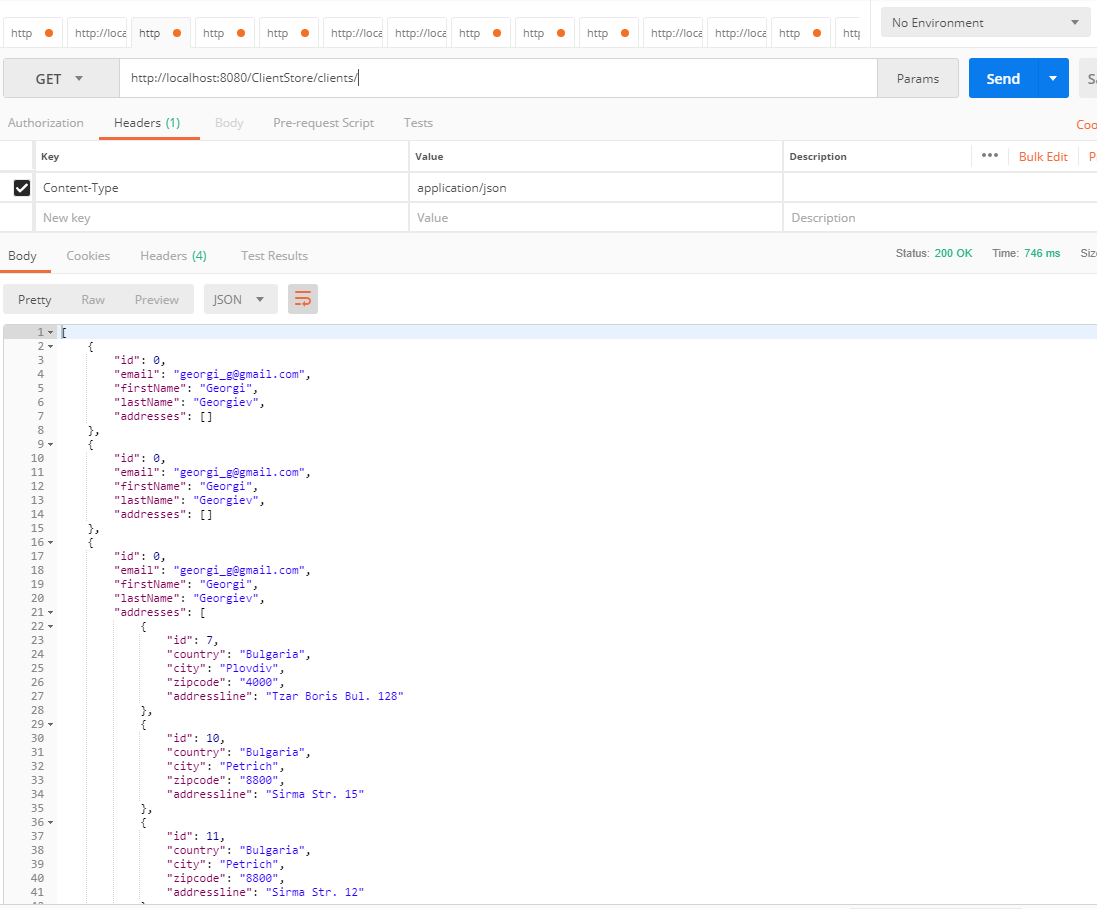 http http://loca http http http http://loca http://loca http http http http://loca http://loca http http No Environment
GET http://localhost:8080/ClientStore/clients/ Params Send Sa
Authorization Headers (1) Body Pre-request Script Tests Coo
Key Value Description ••• Bulk Edit P
Content-Type application/json
New key Value Description
Body Cookies Headers (4) Test Results Status: 200 OK Time: 746 ms Size
Pretty Raw Preview JSON
1 [
2 {
3 "id": 0,
4 "email": "georgi_g@gmail.com",
5 "firstName": "Georgi",
6 "lastName": "Georgiev",
7 "addresses": []
8 },
9 {
10 "id": 0,
11 "email": "georgi_g@gmail.com",
12 "firstName": "Georgi",
13 "lastName": "Georgiev",
14 "addresses": []
15 },
16 {
17 "id": 0,
18 "email": "georgi_g@gmail.com",
19 "firstName": "Georgi",
20 "lastName": "Georgiev",
21 "addresses": [
22 {
23 "id": 7,
24 "country": "Bulgaria",
25 "city": "Plovdiv",
26 "zipcode": "4000",
27 "addressline": "Tzar Boris Bul. 128"
28 },
29 {
30 "id": 10,
31 "country": "Bulgaria",
32 "city": "Petrich",
33 "zipcode": "8800",
34 "addressline": "Sirma Str. 15"
35 },
36 {
37 "id": 11,
38 "country": "Bulgaria",
39 "city": "Petrich",
40 "zipcode": "8800",
41 "addressline": "Sirma Str. 12"